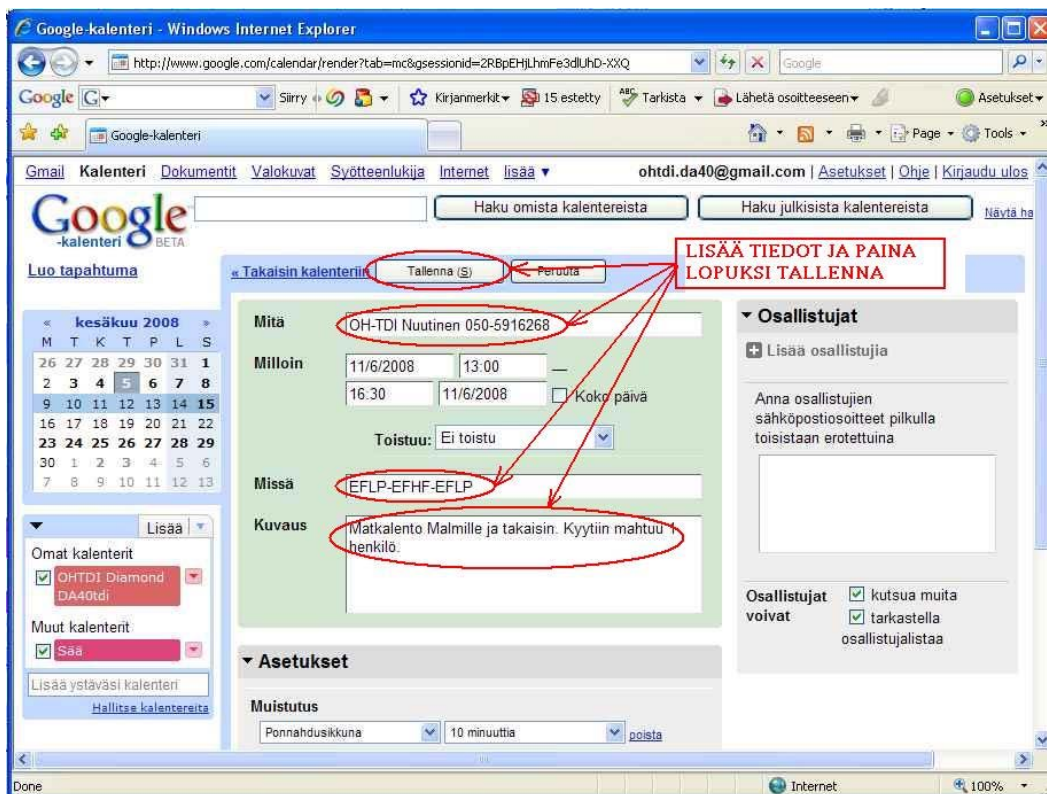 Google-kalenteri - Windows Internet Explorer
http://www.google.com/calendar/render?tab=mc&gsessionid=2RBpEHjLhmFe3dlUhD-XXQ
Google
Google G Siirry Kirjanmerkit 15 estetty ABC Tarkista Lähetä osoitteeseen Asetukset
Google-kalenteri Page Tools »
Gmail Kalenteri Dokumentit Valokuvat Syötteenlukija Internet lisää ▼ ohtdi.da40@gmail.com | Asetukset | Ohje | Kirjaudu ulos
Google
-kalenteri BETA
Haku omista kalentereista Haku julkisista kalentereista Näytä ha
LISÄÄ TIEDOT JA PAINA
LOPUKSI TALLENNA
Luo tapahtuma
« Takaisin kalenteriin Tallenna (S) Peruuta
« kesäkuu 2008 »
M T K T P L S
26 27 28 29 30 31 1
2 3 4 5 6 7 8
9 10 11 12 13 14 15
16 17 18 19 20 21 22
23 24 25 26 27 28 29
30 1 2 3 4 5 6
7 8 9 10 11 12 13
Lisää
Omat kalenterit
OHTDI Diamond
DA40tdi
Muut kalenterit
Sää
Lisää ystäväsi kalenteri
Hallitse kalentereita
Mitä OH-TDI Nuutinen 050-5916268
Milloin 11/6/2008 13:00 —
16:30 11/6/2008 Koko päivä
Toistuu: Ei toistu
Missä EFLP-EFHF-EFLP
Kuvaus Matkalento Malmille ja takaisin. Kyytiin mahtuu 1
henkilö.
Asetukset
Muistutus
Ponnahdusikkuna 10 minuuttia poista
Osallistujat
Lisää osallistujia
Anna osallistujien
sähköpostiosoitteet pilkulla
toisistaan erotettuina
Osallistujat voivat
kutsua muita
tarkastella
osallistujalistaa
Done Internet 100%